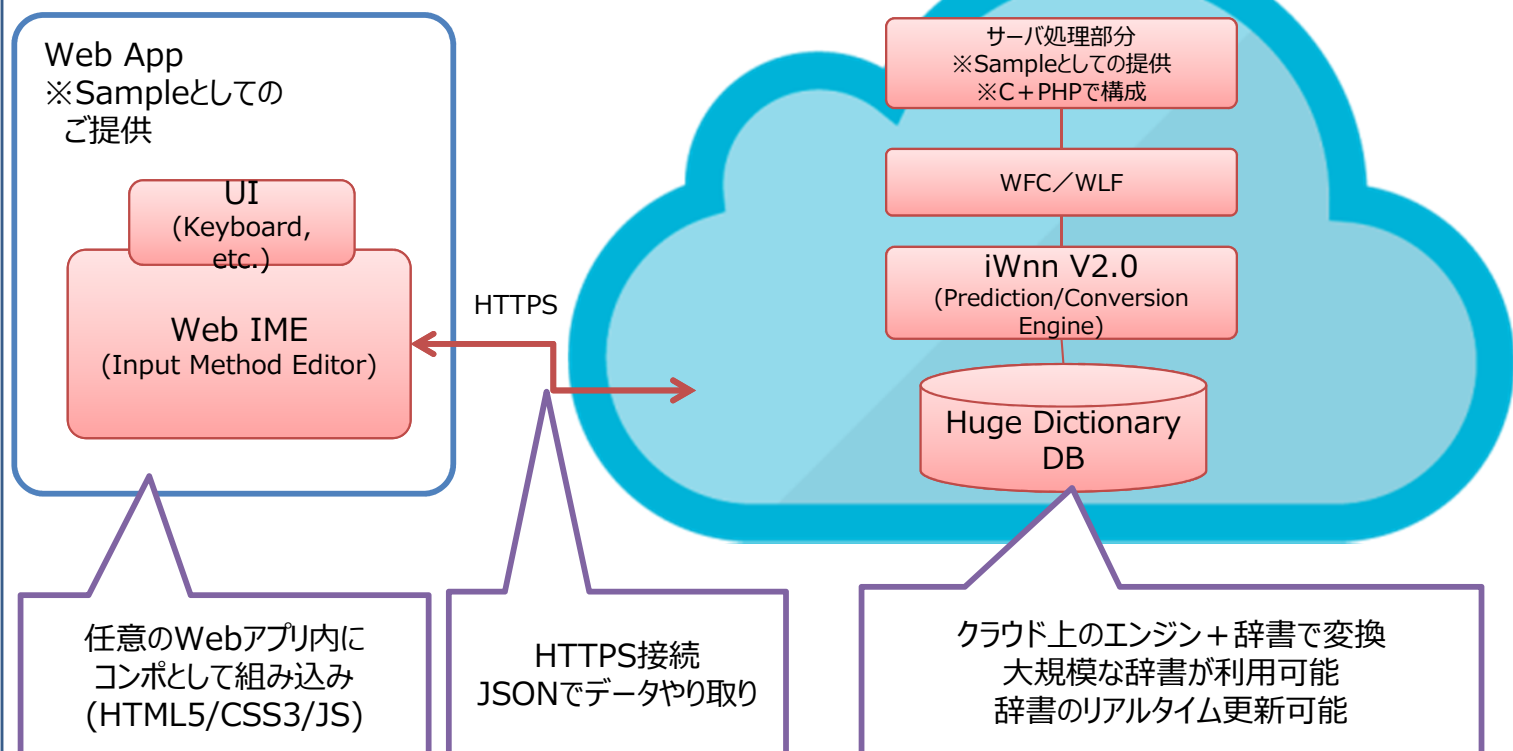 Web App
※Sampleとしての
ご提供
UI
(Keyboard,
etc.)
Web IME
(Input Method Editor)
HTTPS
サーバ処理部分
※Sampleとしての提供
※C+PHPで構成
WFC／WLF
iWnn V2.0
(Prediction/Conversion
Engine)
Huge Dictionary
DB
任意のWebアプリ内に
コンポとして組み込み
(HTML5/CSS3/JS)
HTTPS接続
JSONでデータやり取り
クラウド上のエンジン＋辞書で変換
大規模な辞書が利用可能
辞書のリアルタイム更新可能